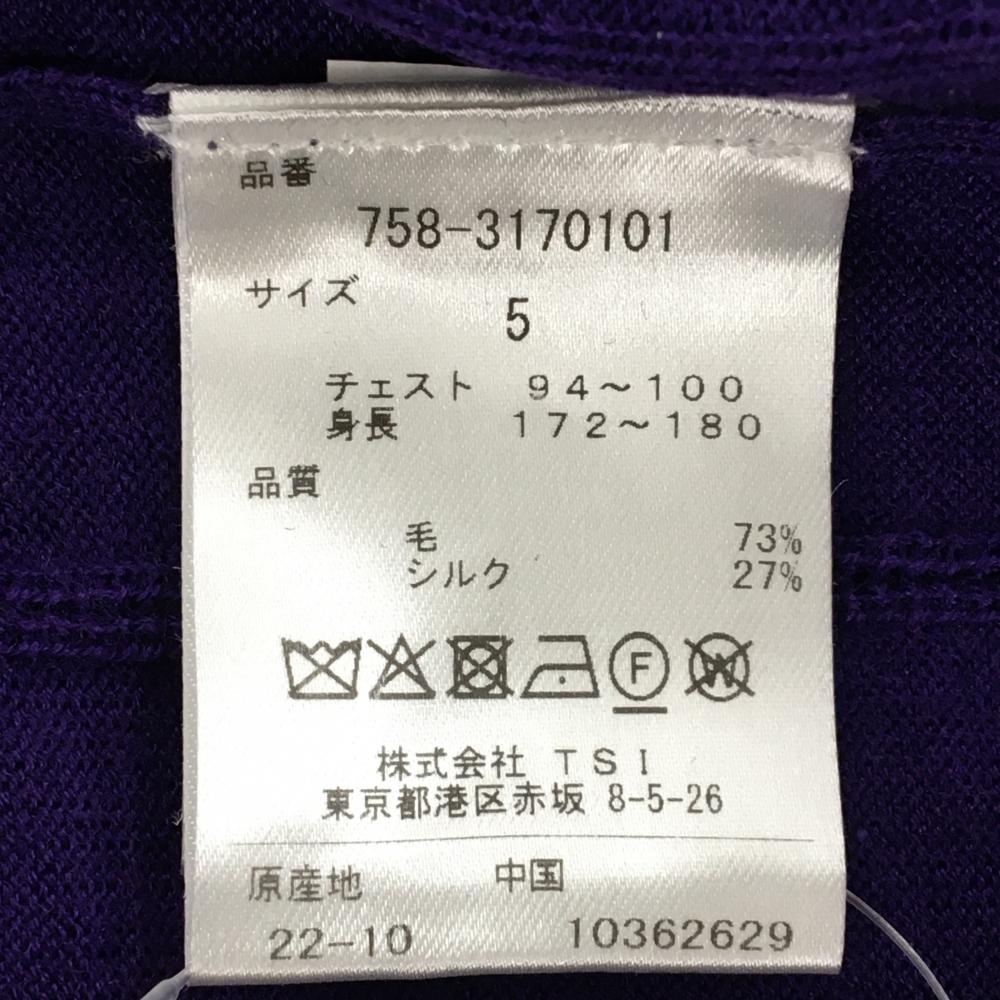 品番
758-3170101
サイズ
5
チェスト 94～100
身長 172～180
品質
毛 73%
シルク 27%
F W
株式会社 TSI
東京都港区赤坂 8-5-26
原産地 中国
22-10 10362629